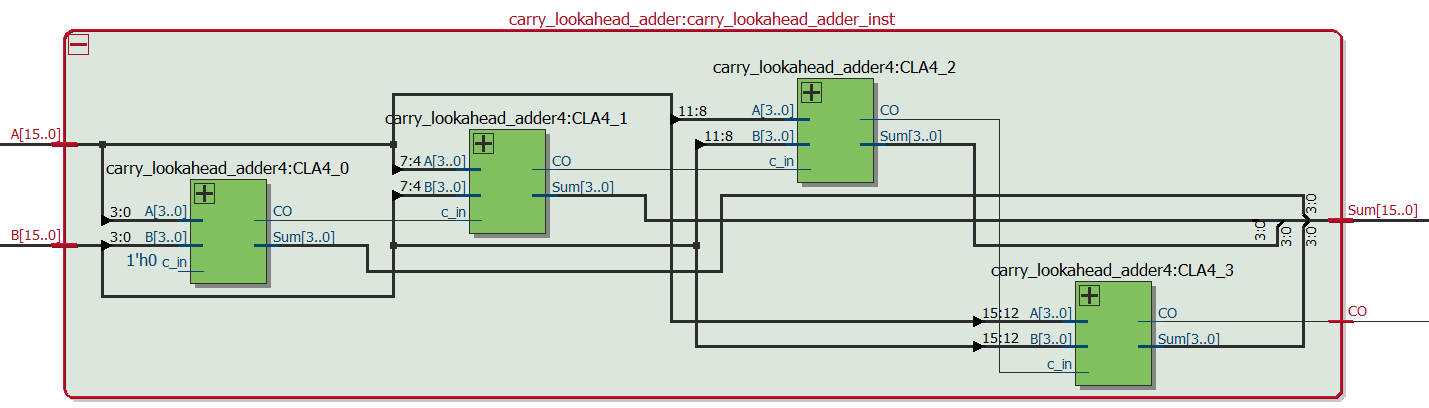 carry_lookahead_adder:carry_lookahead_adder_inst
carry_lookahead_adder4:CLA4_2
11:8 A[3..0] CO
11:8 B[3..0] Sum[3..0]
c_in
carry_lookahead_adder4:CLA4_1
7:4 A[3..0] CO
7:4 B[3..0] Sum[3..0]
c_in
A[15..0]
carry_lookahead_adder4:CLA4_0
3:0 A[3..0] CO
B[15..0]
3:0 B[3..0] Sum[3..0]
1'h0 c_in
3:0
3:0
3:0
3:0
Sum[15..0]
carry_lookahead_adder4:CLA4_3
15:12 A[3..0] CO
15:12 B[3..0] Sum[3..0]
c_in
CO